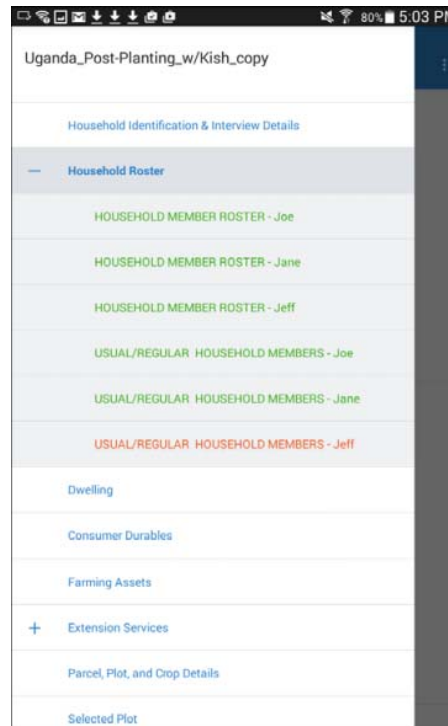 80% 5:03 PM
Uganda_Post-Planting_w/Kish_copy
Household Identification & Interview Details
— Household Roster
HOUSEHOLD MEMBER ROSTER - Joe
HOUSEHOLD MEMBER ROSTER - Jane
HOUSEHOLD MEMBER ROSTER - Jeff
USUAL/REGULAR HOUSEHOLD MEMBERS - Joe
USUAL/REGULAR HOUSEHOLD MEMBERS - Jane
USUAL/REGULAR HOUSEHOLD MEMBERS - Jeff
Dwelling
Consumer Durables
Farming Assets
+ Extension Services
Parcel, Plot, and Crop Details
Selected Plot